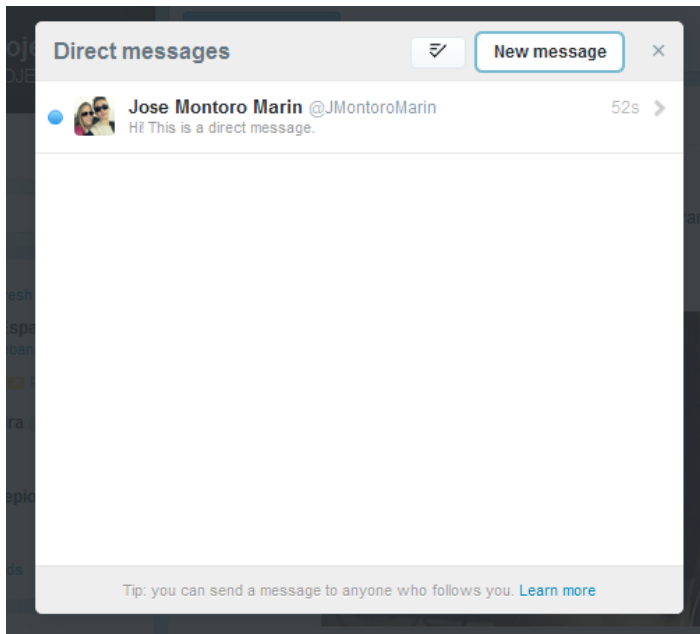 Direct messages
New message
Jose Montoro Marin @JMontoroMarin
52s
Hi! This is a direct message.
Tip: you can send a message to anyone who follows you. Learn more